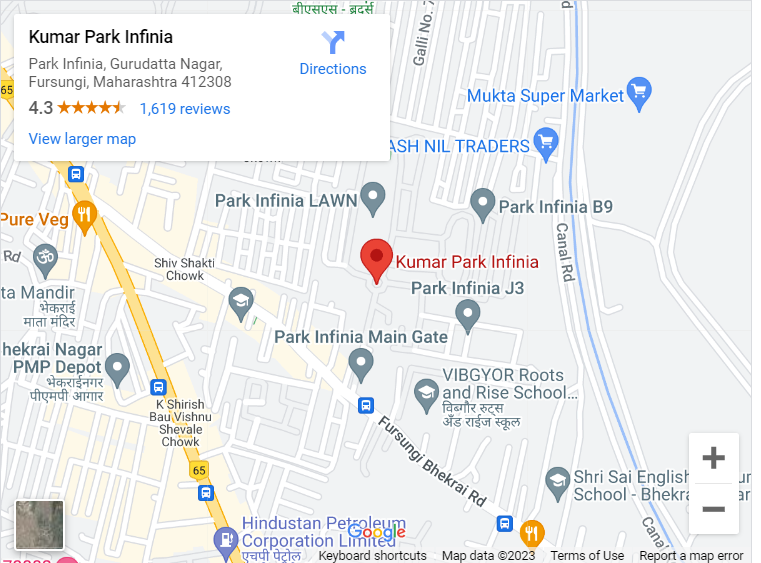 बीएसएस - ब्रदर्स
Galli No. 7
Kumar Park Infinia
Park Infinia, Gurudatta Nagar,
Fursungi, Maharashtra 412308
4.3
1,619 reviews
View larger map
Directions
65
Mukta Super Market
ASH NIL TRADERS
Chowk
Park Infinia LAWN
Park Infinia B9
Pure Veg
Canal Rd
Rd
Shiv Shakti
Chowk
Kumar Park Infinia
Park Infinia J3
ta Mandir
भेकराई
माता मंदिर
Park Infinia Main Gate
hekrai Nagar
PMP Depot
भेकराईनगर
पीएमपी आगार
VIBGYOR Roots
and Rise School...
विब्गौर रुट्स
अँड राईज स्कूल
K Shirish
Bau Vishnu
Shevale
Chowk
Fursungi Bhekrai Rd
65
Shri Sai English
School - Bhekra
Canal
Hindustan Petroleum
Corporation Limited
एचपी पेट्रोल
Google
Keyboard shortcuts
Map data ©2023
Terms of Use
Report a map error